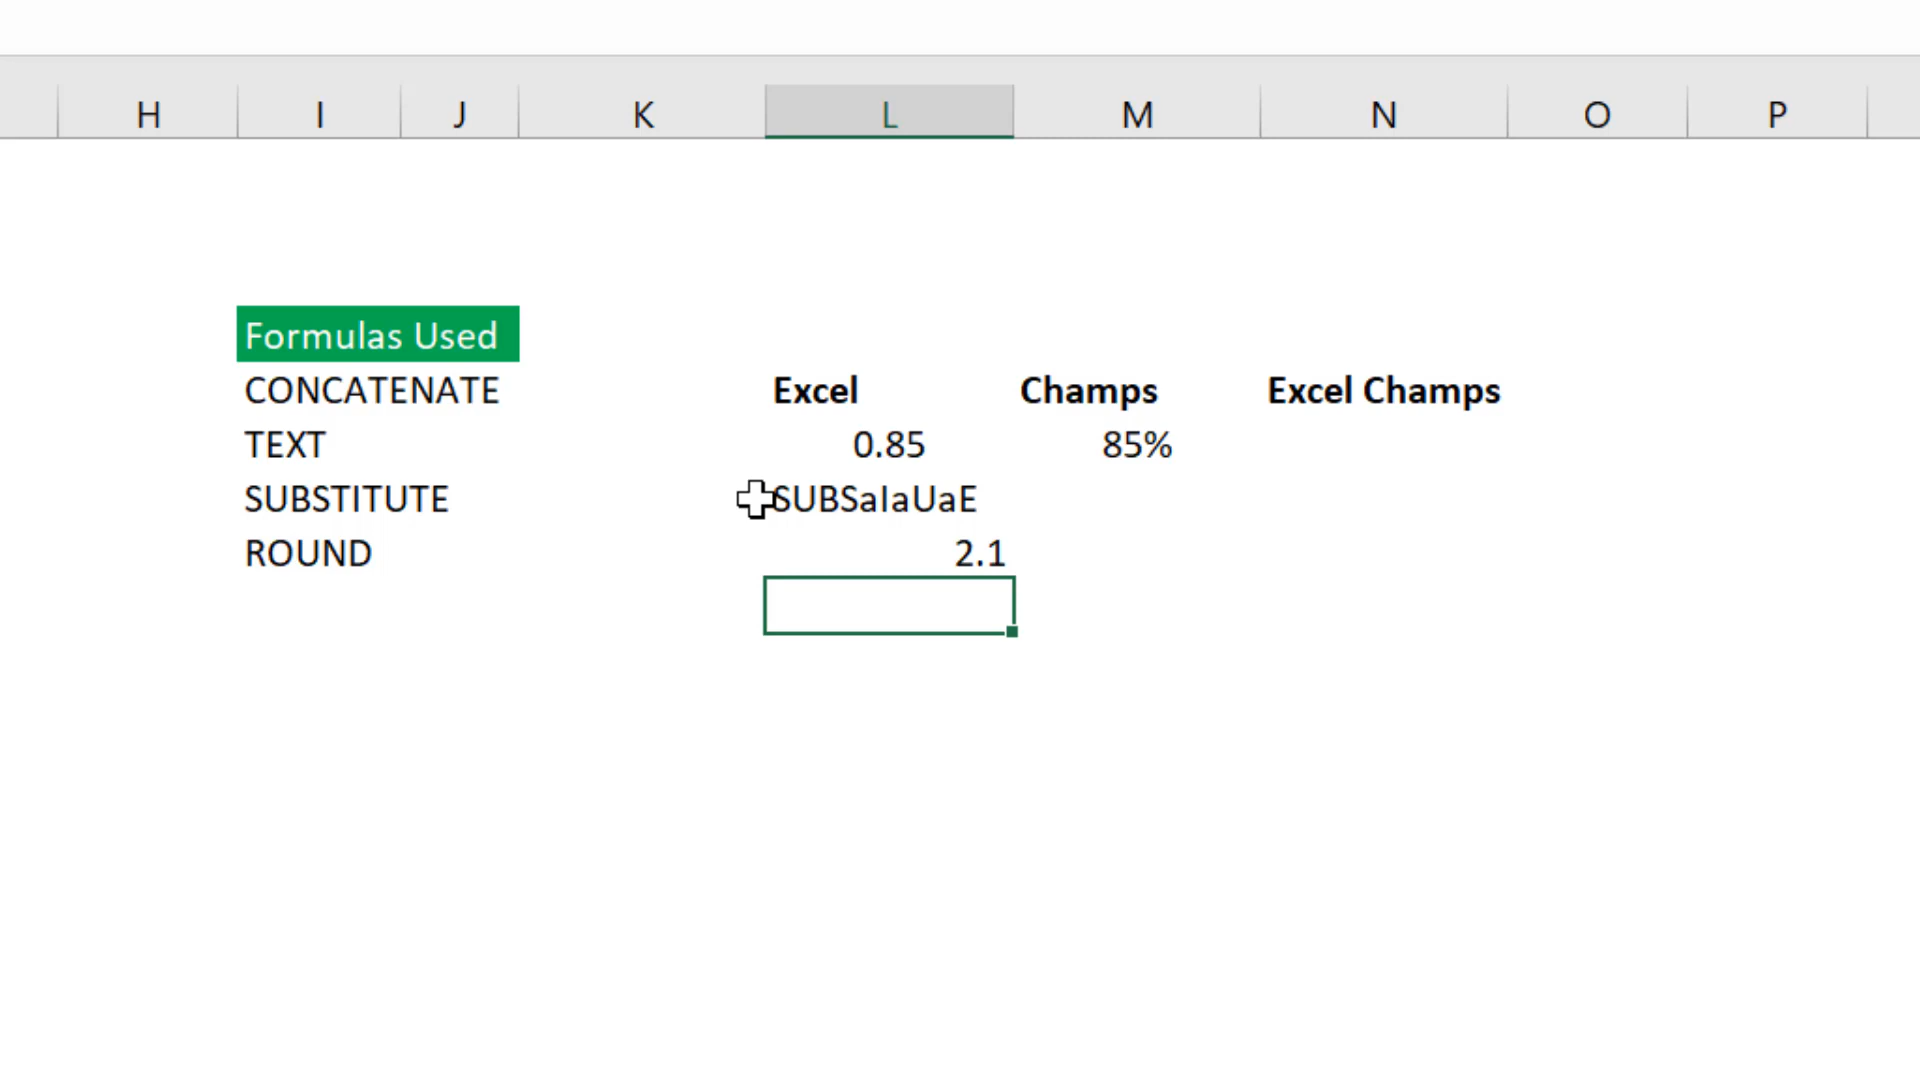 H I J K L M N O P
Formulas Used
CONCATENATE Excel Champs Excel Champs
TEXT 0.85 85%
SUBSTITUTE SUBSaIaUaE
ROUND 2.1